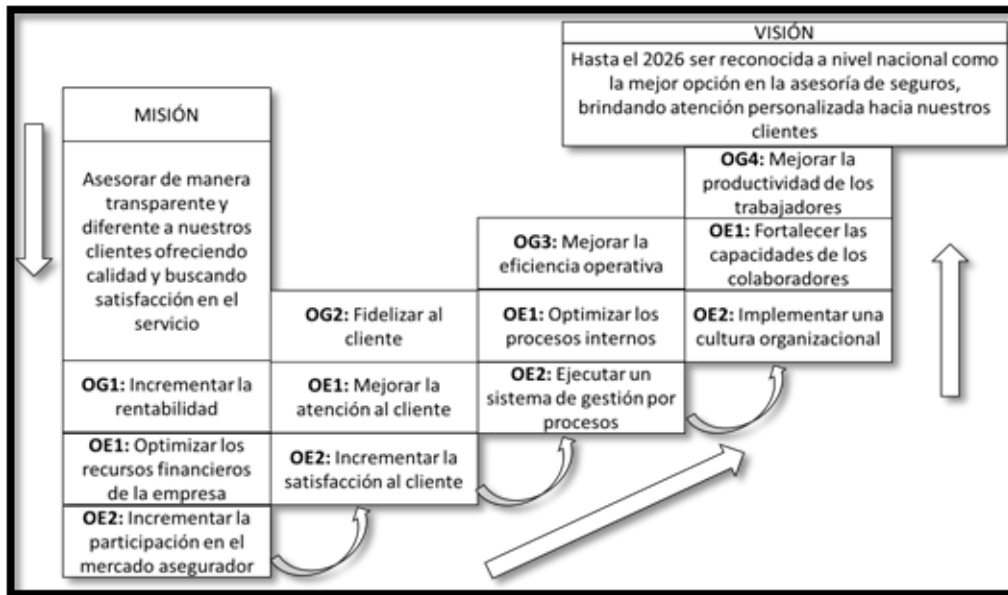 MISIÓN
Asesorar de manera
transparente y
diferente a nuestros
clientes ofreciendo
calidad y buscando
satisfacción en el
servicio
OG1: Incrementar la
rentabilidad
OE1: Optimizar los
recursos financieros
de la empresa
OE2: Incrementar la
participación en el
mercado asegurador
OG2: Fidelizar al
cliente
OE1: Mejorar la
atención al cliente
OE2: Incrementar la
satisfacción al cliente
OG3: Mejorar la
eficiencia operativa
OE1: Optimizar los
procesos internos
OE2: Ejecutar un
sistema de gestión por
procesos
VISIÓN
Hasta el 2026 ser reconocida a nivel nacional como
la mejor opción en la asesoría de seguros,
brindando atención personalizada hacia nuestros
clientes
OG4: Mejorar la
productividad de los
trabajadores
OE1: Fortalecer las
capacidades de los
colaboradores
OE2: Implementar una
cultura organizacional